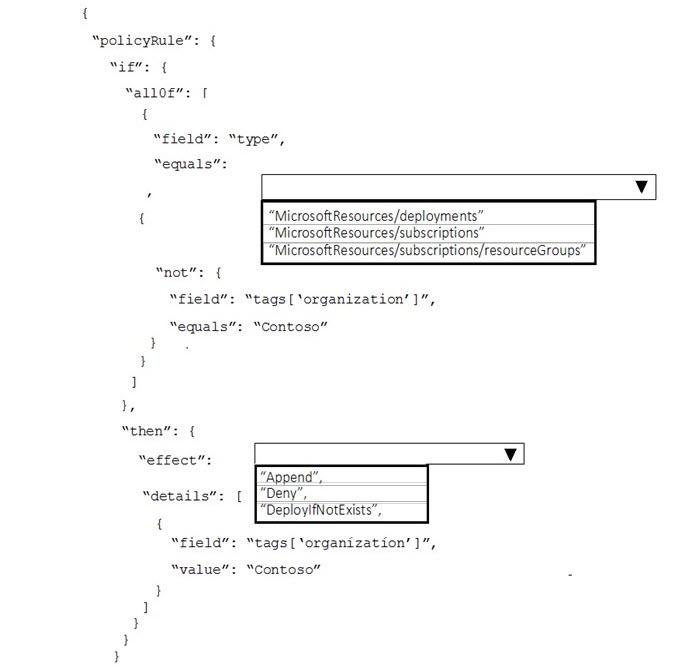 {
“policyRule”: {
“if”: {
“allOf”: [
{
“field”: “type”,
“equals”:
▼
,
{
“MicrosoftResources/deployments”
“MicrosoftResources/subscriptions”
“MicrosoftResources/subscriptions/resourceGroups”
“not”: {
“field”: “tags[‘organization’]”,
“equals”: “Contoso”
}
}
]
},
“then”: {
“effect”:
▼
“Append”,
“Deny”,
“DeployIfNotExists”,
“details”: [
{
“field”: “tags[‘organization’]”,
“value”: “Contoso”
}
]
}
}
}